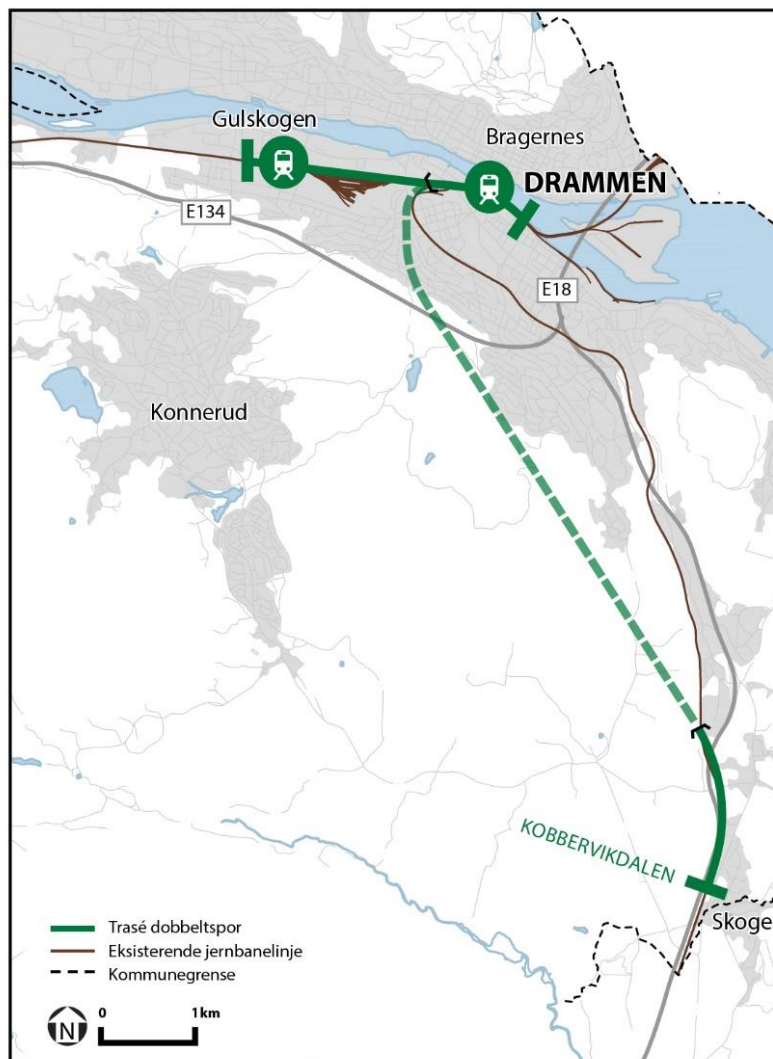 Gulskogen
Bragernes
DRAMMEN
E134
E18
Konnerud
KOBBERVIKDALEN
Skoge
Trasé dobbeltspor
Eksisterende jernbanelinje
Kommunegrense
N
0 1km